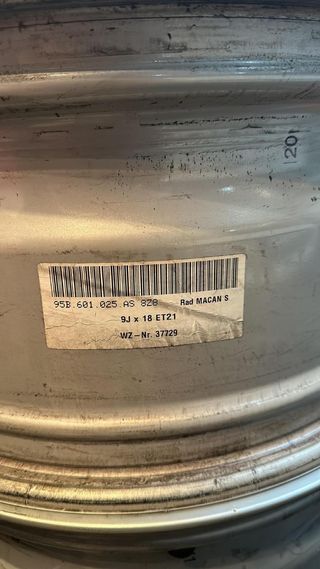 20
95B.601.025.AS 8Z8 Rad MACAN S
9J x 18 ET21
WZ-Nr. 37729